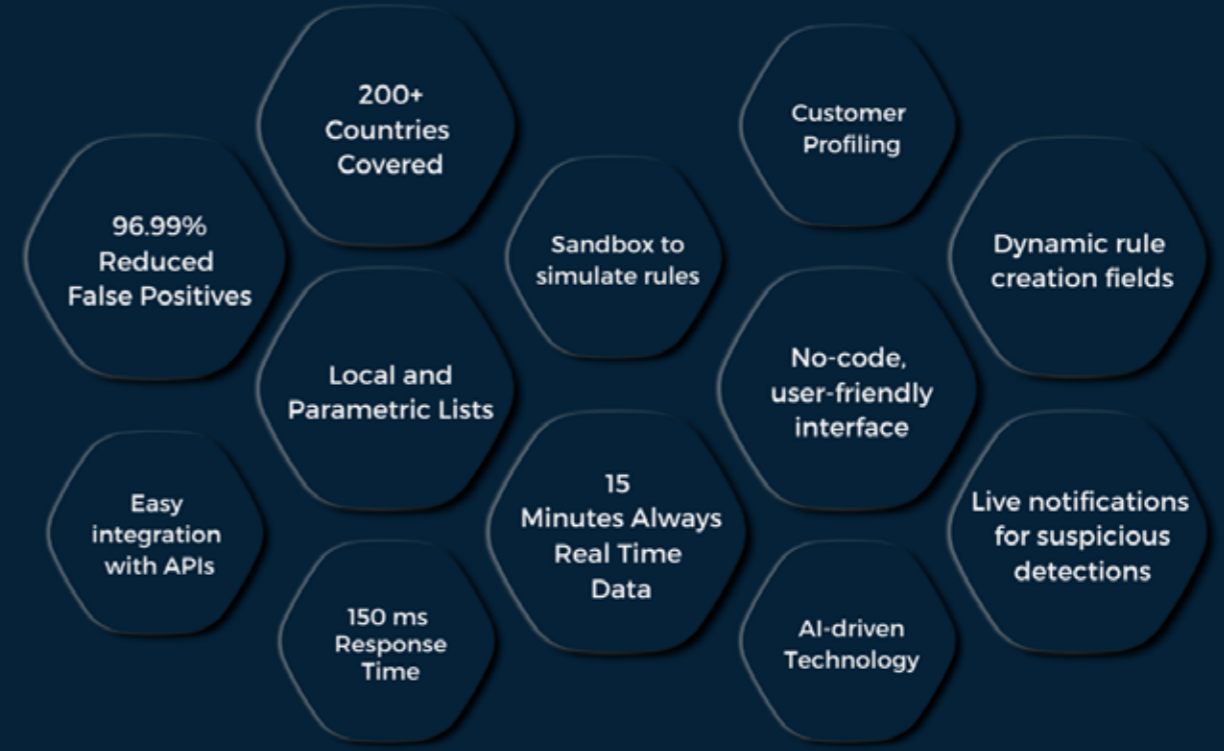 200+
Countries
Covered
Customer
Profiling
96.99%
Reduced
False Positives
Sandbox to
simulate rules
Dynamic rule
creation fields
Local and
Parametric Lists
No-code,
user-friendly
interface
Easy
integration
with APIs
15
Minutes Always
Real Time
Data
Live notifications
for suspicious
detections
150 ms
Response
Time
AI-driven
Technology